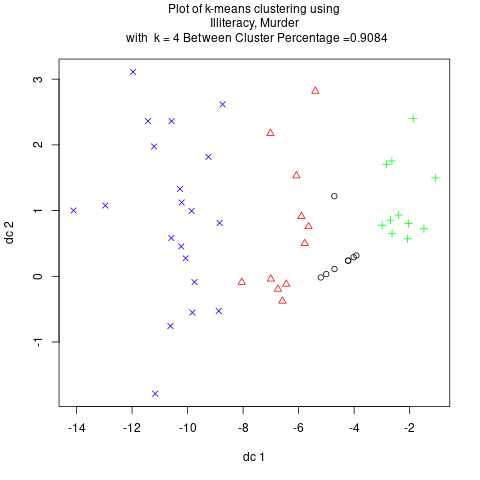 Plot of k-means clustering using
Illiteracy, Murder
with  k = 4 Between Cluster Percentage =0.9084
3
2
1
0
-1
dc 2
-14
-12
-10
-8
-6
-4
-2
dc 1